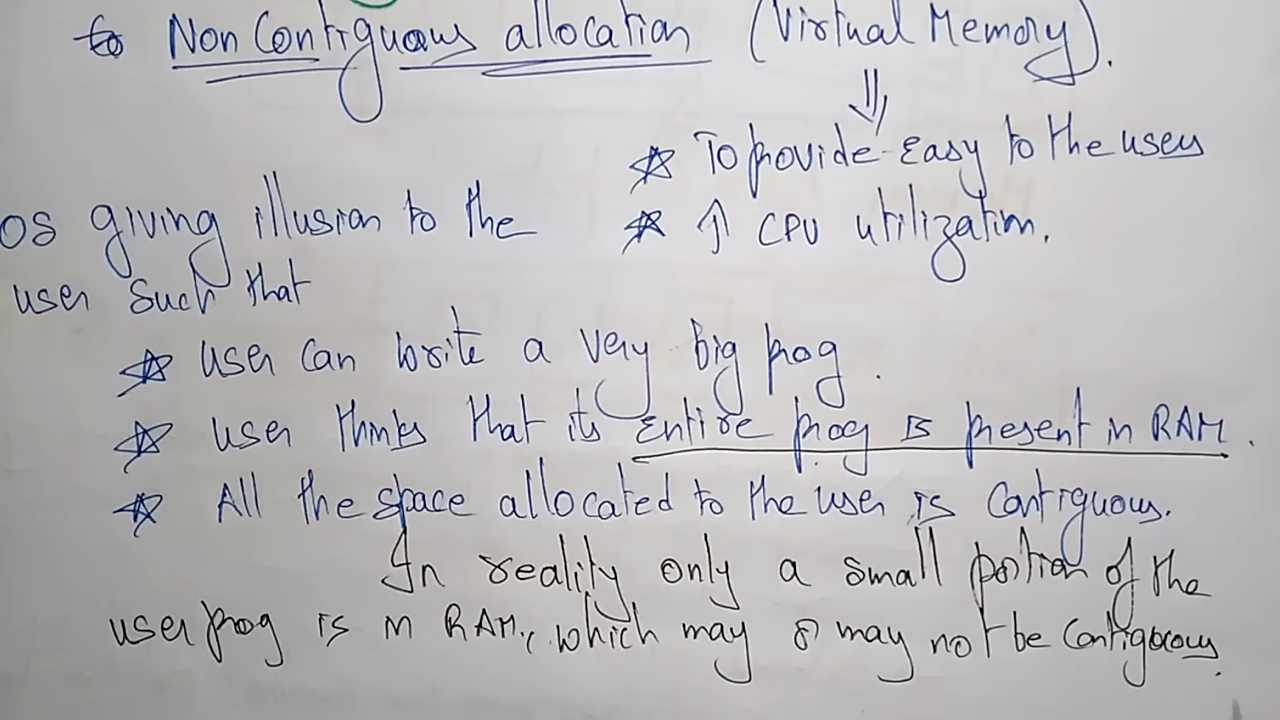 to Non Contiguous allocation (Virtual Memory).
⇓
☆ To provide easy to the users
OS giving illusion to the ☆ ⇑ CPU utilization.
user such that
☆ user can write a very big prog.
☆ user thinks that its entire prog is present in RAM.
☆ All the space allocated to the user is Contiguous.
In reality only a small portion of the
user prog is in RAM, which may or may not be Contiguous.